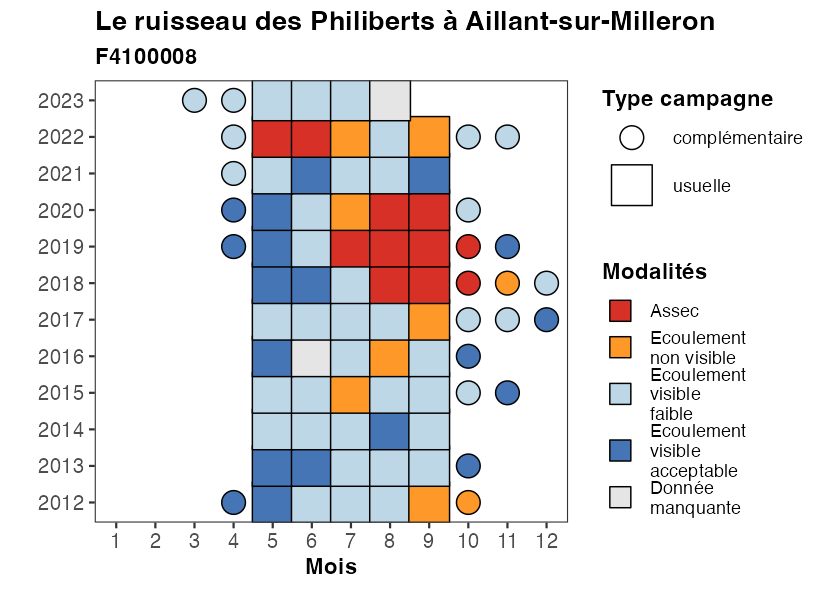 Le ruisseau des Philiberts à Aillant-sur-Milleron
F4100008
2023
2022
2021
2020
2019
2018
2017
2016
2015
2014
2013
2012
1 2 3 4 5 6 7 8 9 10 11 12
Mois
Type campagne
complémentaire
usuelle
Modalités
Assec
Ecoulement
non visible
Ecoulement
visible
faible
Ecoulement
visible
acceptable
Donnée
manquante